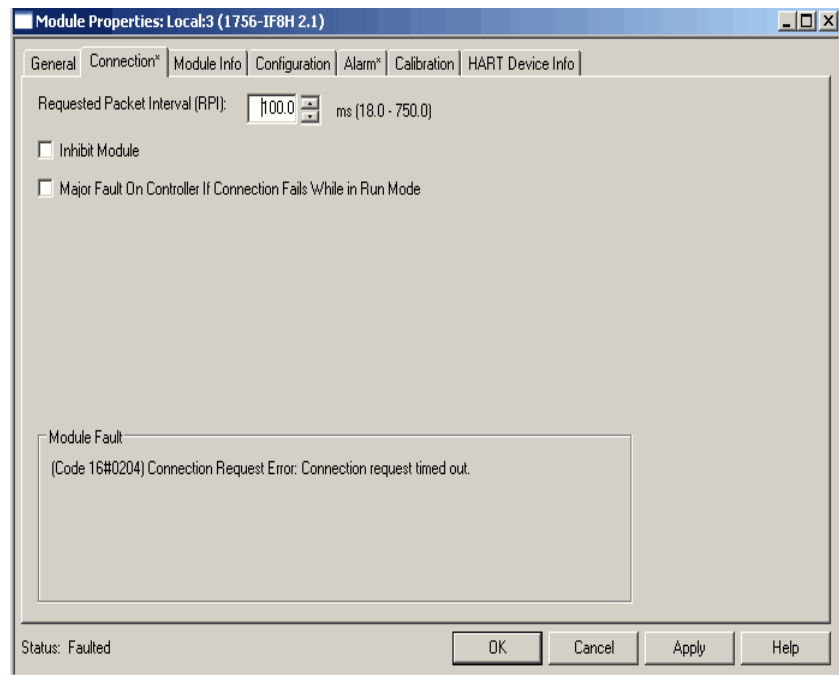 Module Properties: Local:3 (1756-IF8H 2.1)
General Connection* Module Info Configuration Alarm* Calibration HART Device Info
Requested Packet Interval (RPI): 100.0 ms (18.0 - 750.0)
Inhibit Module
Major Fault On Controller If Connection Fails While in Run Mode
Module Fault
(Code 16#0204) Connection Request Error: Connection request timed out.
Status: Faulted OK Cancel Apply Help